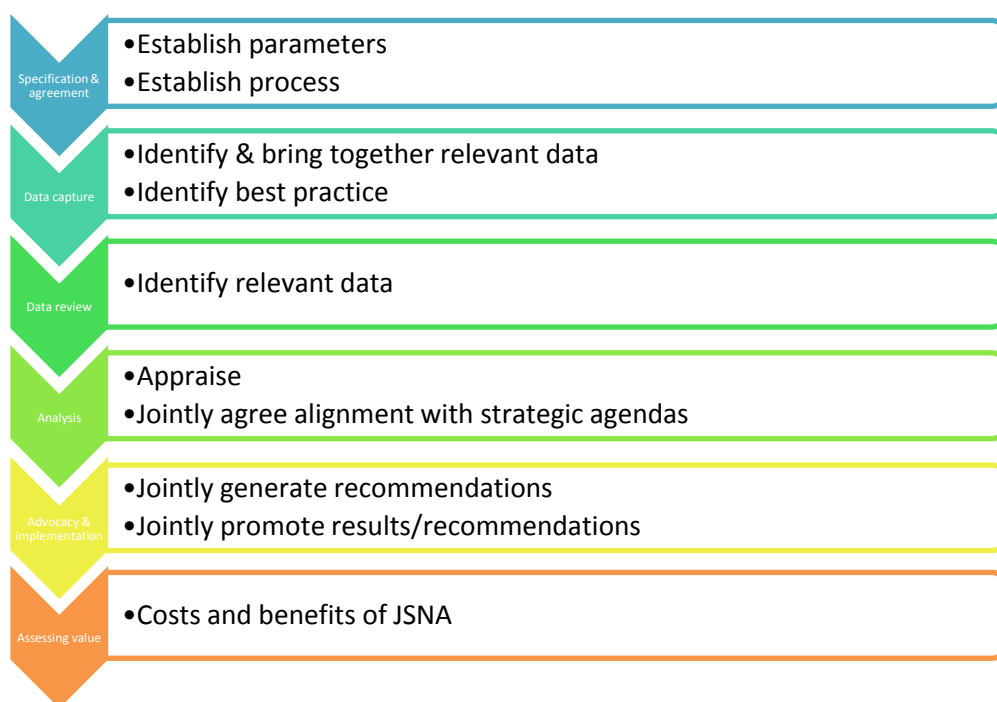 Specification &
agreement
•Establish parameters
•Establish process
Data capture
•Identify & bring together relevant data
•Identify best practice
Data review
•Identify relevant data
Analysis
•Appraise
•Jointly agree alignment with strategic agendas
Advocacy &
implementation
•Jointly generate recommendations
•Jointly promote results/recommendations
Assessing value
•Costs and benefits of JSNA